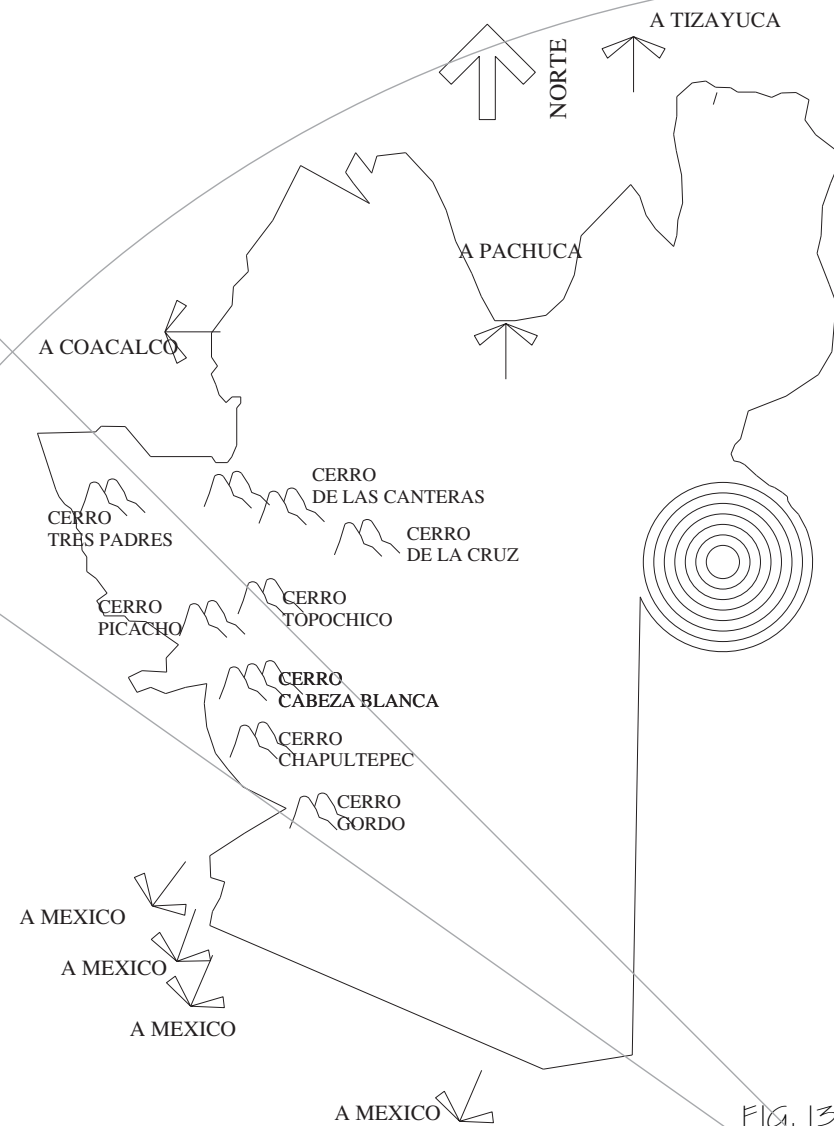 A TIZAYUCA
NORTE
A PACHUCA
A COACALCO
CERRO
DE LAS CANTERAS
CERRO
TRES PADRES
CERRO
DE LA CRUZ
CERRO
TOPOCHICO
CERRO
PICACHO
CERRO
CABEZA BLANCA
CERRO
CHAPULTEPEC
CERRO
GORDO
A MEXICO
A MEXICO
A MEXICO
A MEXICO
FIG. 13